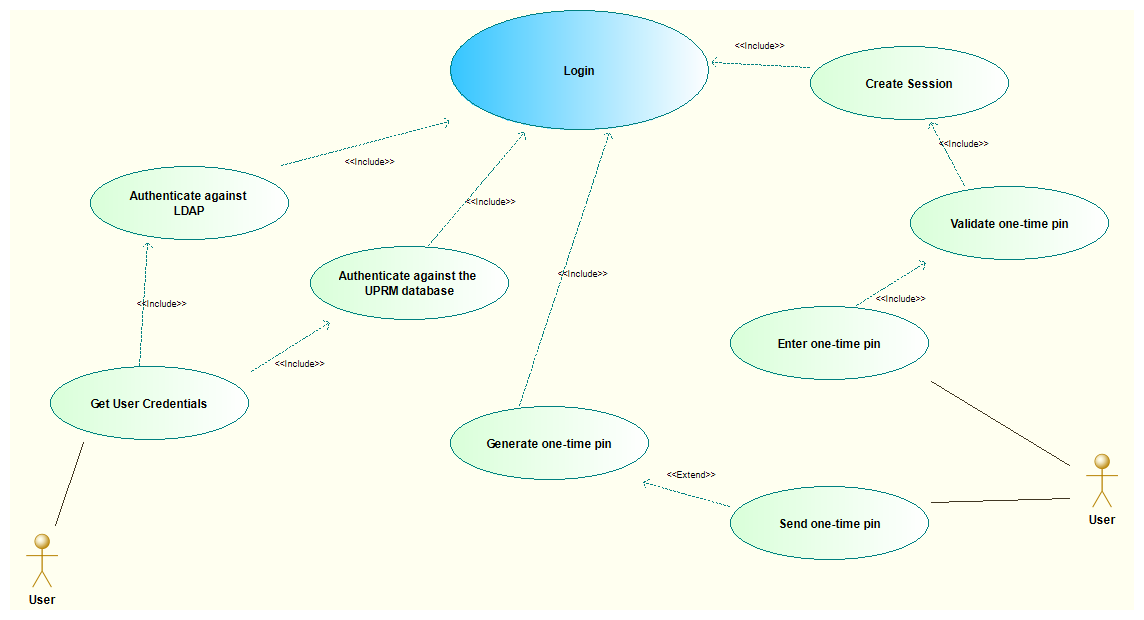 Login
<<Include>>
Create Session
<<Include>>
<<Include>>
Authenticate against
LDAP
<<Include>>
Validate one-time pin
Authenticate against the
UPRM database
<<Include>>
<<Include>>
<<Include>>
Enter one-time pin
<<Include>>
Get User Credentials
Generate one-time pin
<<Extend>>
Send one-time pin
User
User